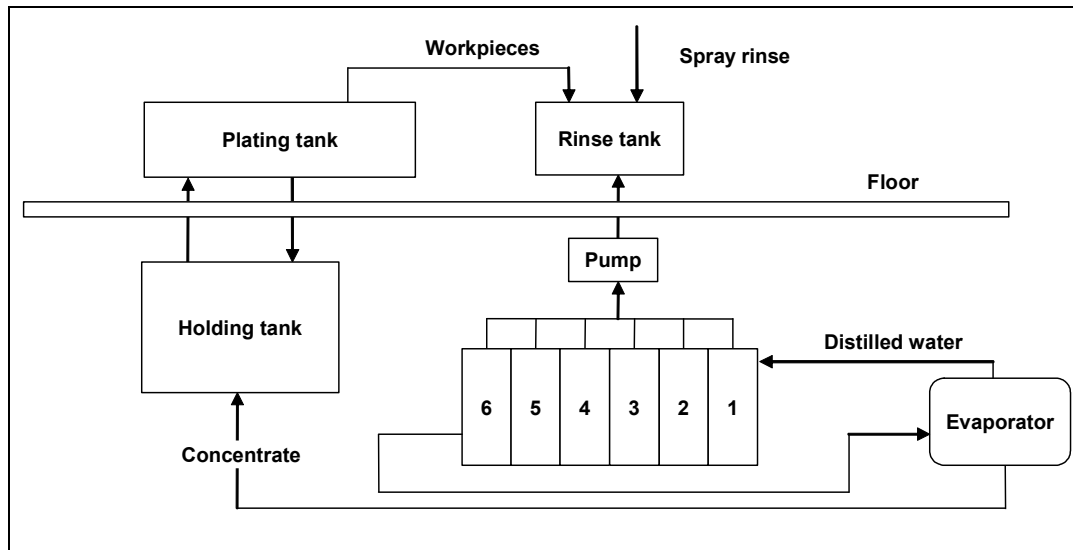 Workpieces
Spray rinse
Plating tank
Rinse tank
Floor
Pump
Holding tank
Distilled water
6 5 4 3 2 1
Evaporator
Concentrate